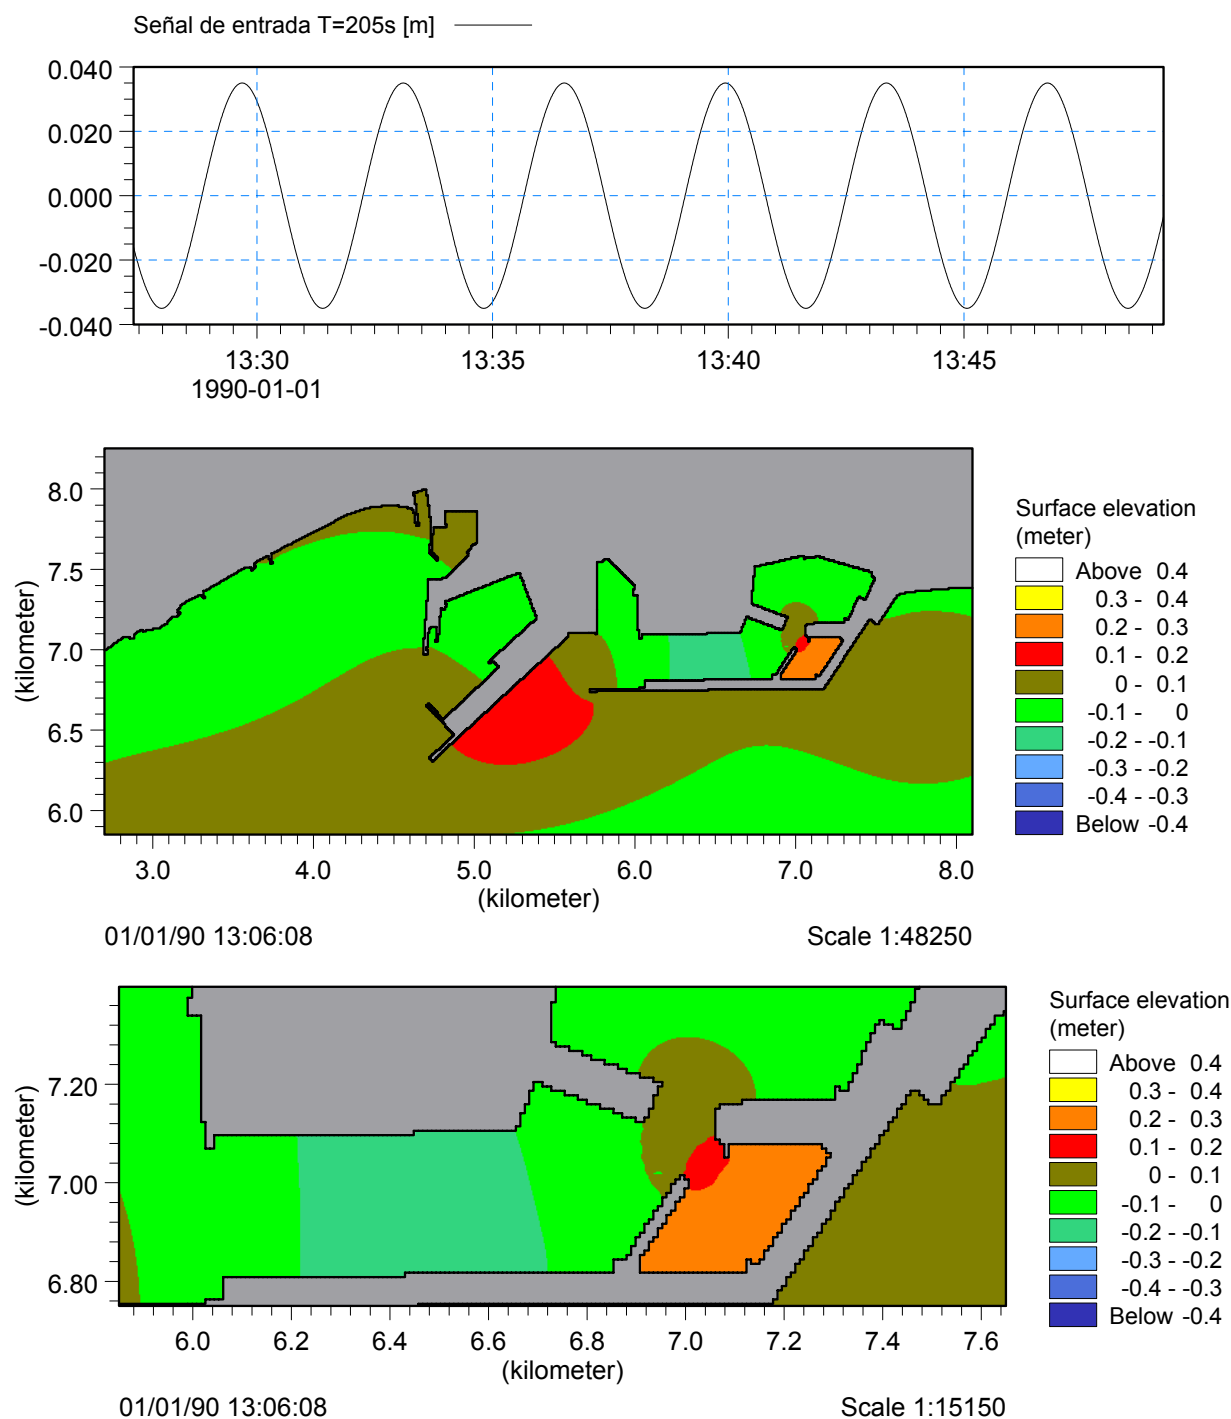 Señal de entrada T=205s [m]
0.040
0.020
0.000
-0.020
-0.040
13:30 13:35 13:40 13:45
1990-01-01
8.0
7.5
7.0
6.5
6.0
(kilometer)
3.0 4.0 5.0 6.0 7.0 8.0
(kilometer)
01/01/90 13:06:08 Scale 1:48250
Surface elevation
(meter)
Above 0.4
0.3 - 0.4
0.2 - 0.3
0.1 - 0.2
0 - 0.1
-0.1 - 0
-0.2 - -0.1
-0.3 - -0.2
-0.4 - -0.3
Below -0.4
7.20
7.00
6.80
(kilometer)
6.0 6.2 6.4 6.6 6.8 7.0 7.2 7.4 7.6
(kilometer)
01/01/90 13:06:08 Scale 1:15150
Surface elevation
(meter)
Above 0.4
0.3 - 0.4
0.2 - 0.3
0.1 - 0.2
0 - 0.1
-0.1 - 0
-0.2 - -0.1
-0.3 - -0.2
-0.4 - -0.3
Below -0.4